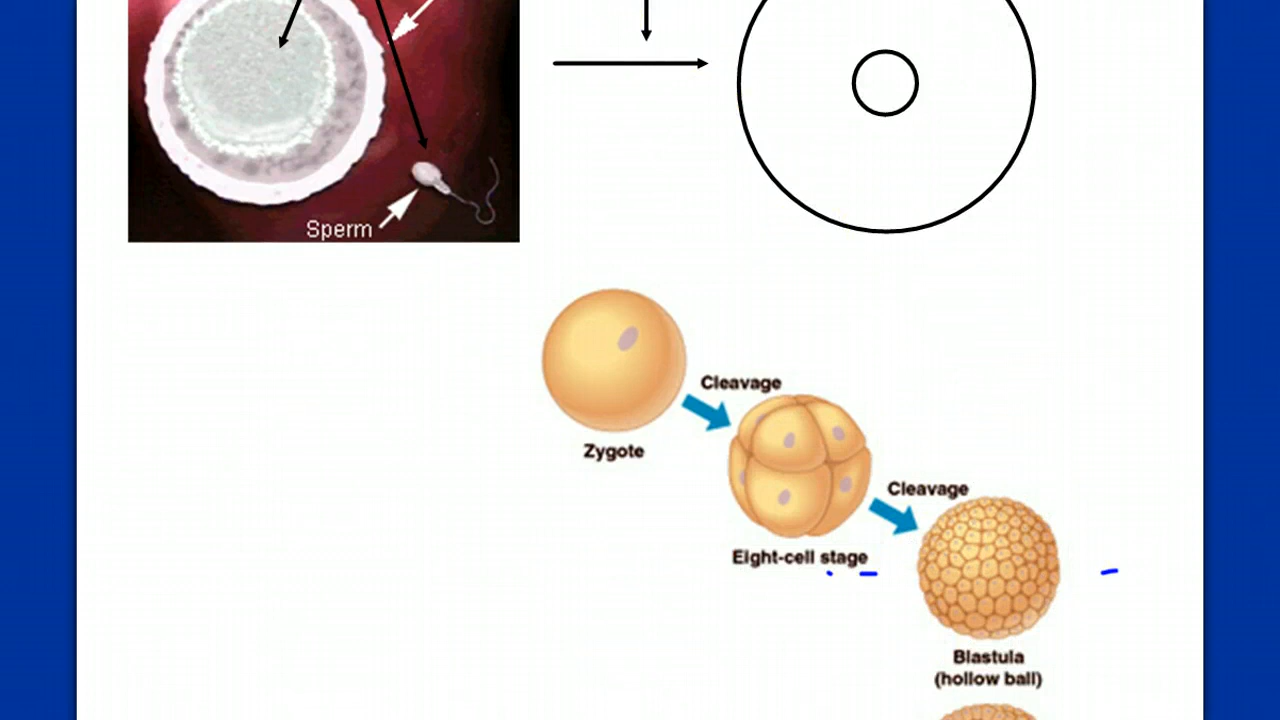 Sperm
Cleavage
Zygote
Cleavage
Eight-cell stage
Blastula
(hollow ball)